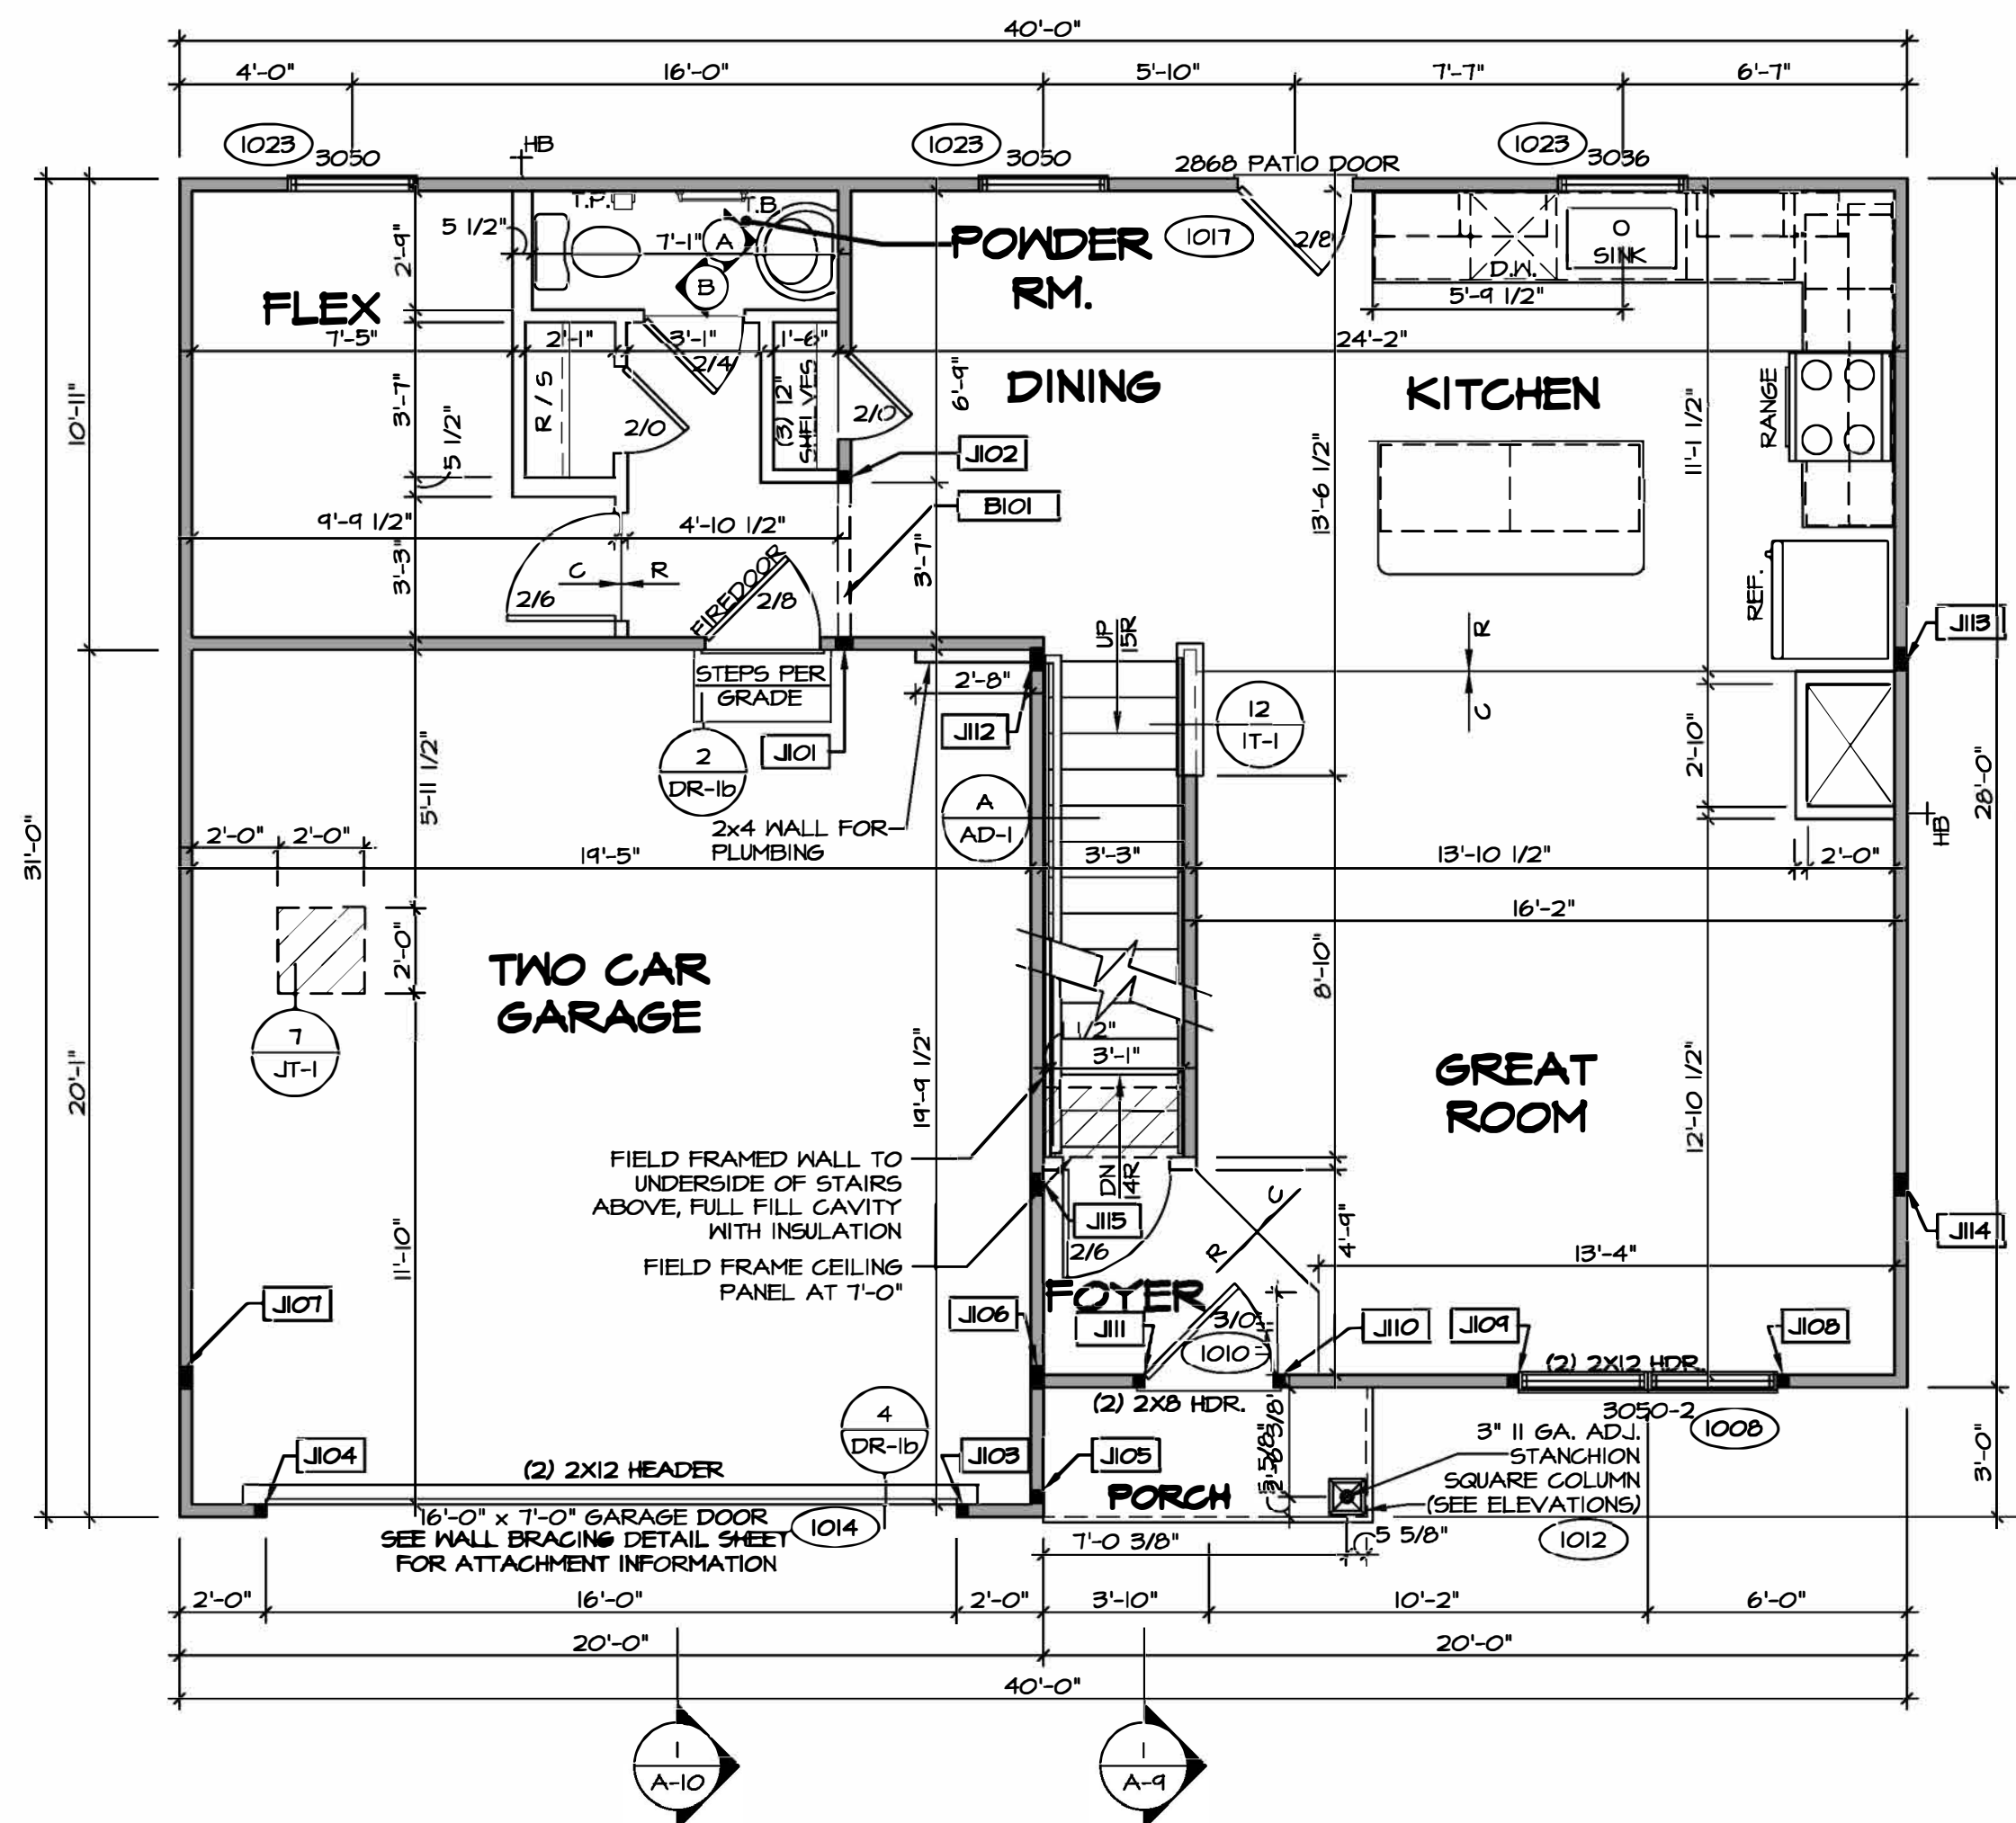 40'-0"
4'-0"
16'-0"
5'-10"
7'-7"
6'-7"
1023
3050
HB
1023
3050
2868 PATIO DOOR
1023
3036
T.P.
T.B.
5 1/2"
2'-9"
7'-1"
A
B
POWDER
RM.
1017
2/8
D.W.
SINK
5'-9 1/2"
FLEX
7'-5"
2'-1"
3'-1"
1'-6"
24'-2"
2/4
R / S
2/0
(3) 12"
SHELVES
2/0
6'-9"
DINING
KITCHEN
RANGE
10'-11"
3'-7"
5 1/2"
J102
B101
13'-6 1/2"
11'-1 1/2"
9'-9 1/2"
4'-10 1/2"
3'-3"
C
R
2/6
FIREDOOR
2/8
3'-7"
REF.
J113
UP
15R
R
C
STEPS PER
GRADE
2'-8"
J112
J101
2
DR-1b
12
IT-1
2'-10"
28'-0"
31'-0"
5'-11 1/2"
A
AD-1
2x4 WALL FOR
PLUMBING
HB
2'-0"
2'-0"
19'-5"
3'-3"
13'-10 1/2"
2'-0"
16'-2"
2'-0"
TWO CAR
GARAGE
8'-10"
7
JT-1
20'-1"
19'-9 1/2"
1/2"
3'-1"
GREAT
ROOM
12'-10 1/2"
FIELD FRAMED WALL TO
UNDERSIDE OF STAIRS
ABOVE, FULL FILL CAVITY
WITH INSULATION
DN
14R
J115
2/6
C
R
4'-9"
J114
11'-10"
FIELD FRAME CEILING
PANEL AT 7'-0"
13'-4"
FOYER
J107
J106
J111
3/0
1010
J110
J109
J108
(2) 2X12 HDR.
(2) 2X8 HDR.
3050-2
1008
4
DR-1b
J104
J103
J105
(2) 2X12 HEADER
3" 11 GA. ADJ.
STANCHION
SQUARE COLUMN
(SEE ELEVATIONS)
1012
3'-0"
PORCH
5 5/8"
16'-0" x 7'-0" GARAGE DOOR
SEE WALL BRACING DETAIL SHEET
FOR ATTACHMENT INFORMATION
1014
7'-0 3/8"
5 5/8"
2'-0"
16'-0"
2'-0"
3'-10"
10'-2"
6'-0"
20'-0"
20'-0"
40'-0"
1
A-10
1
A-9